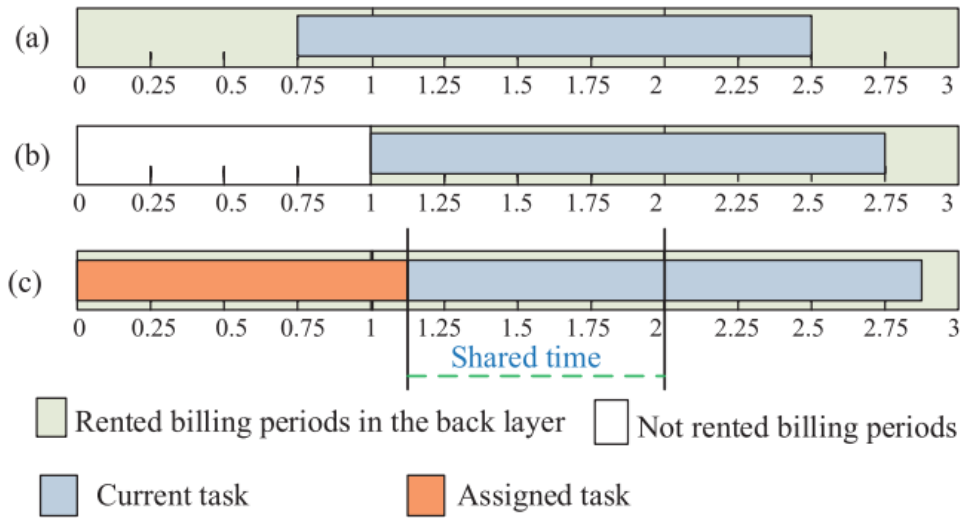 (a)
0 0.25 0.5 0.75 1 1.25 1.5 1.75 2 2.25 2.5 2.75 3
(b)
0 0.25 0.5 0.75 1 1.25 1.5 1.75 2 2.25 2.5 2.75 3
(c)
0 0.25 0.5 0.75 1 1.25 1.5 1.75 2 2.25 2.5 2.75 3
Shared time
Rented billing periods in the back layer Not rented billing periods
Current task Assigned task